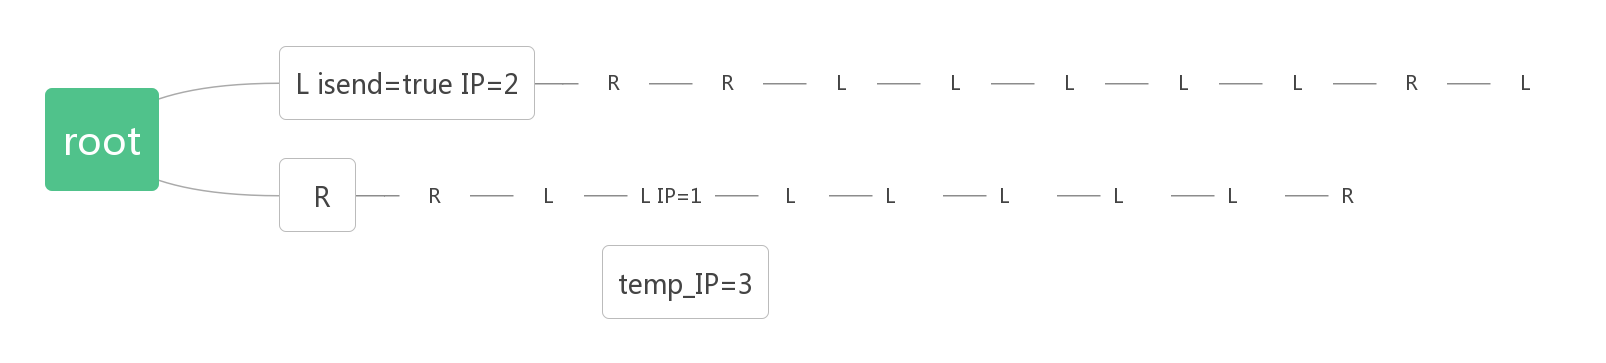 root
L isend=true IP=2 R R L L L L L R L
R R L L IP=1 L L L L L R
temp_IP=3